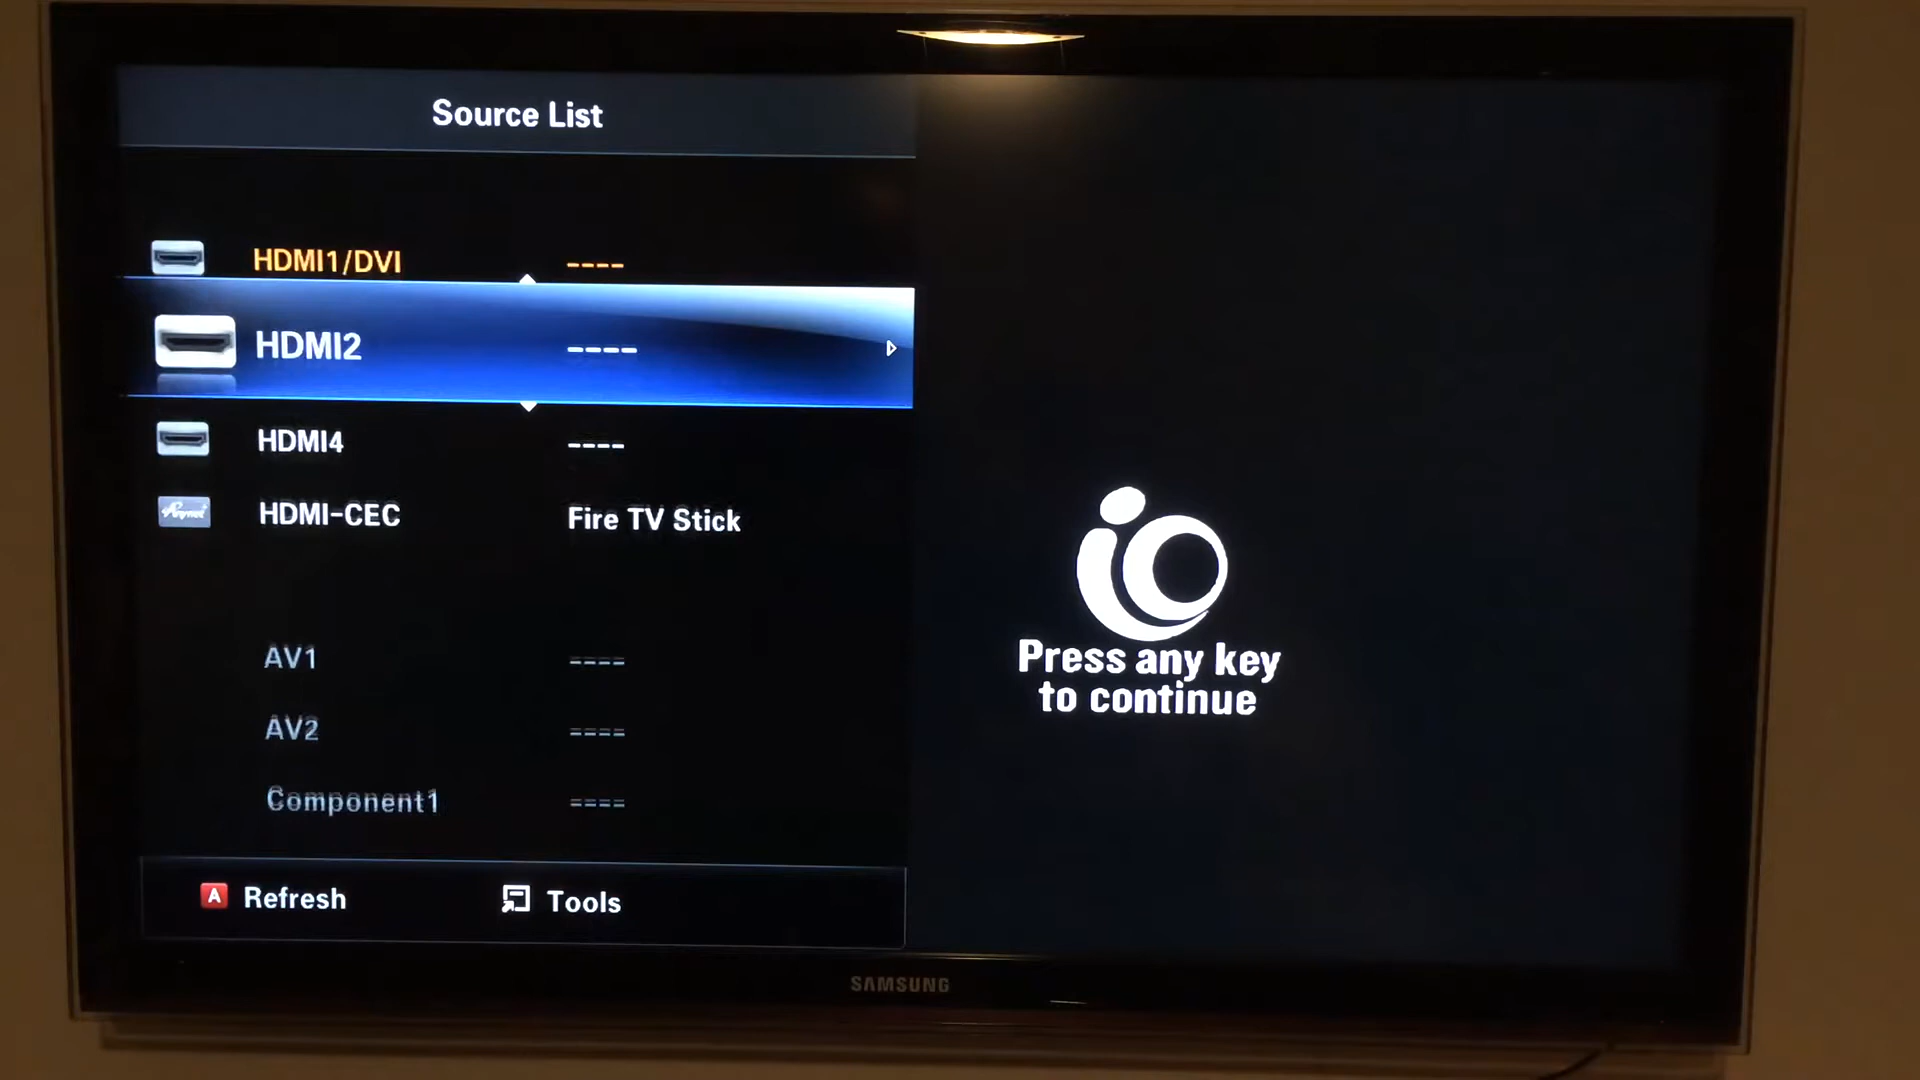 Source List
HDMI1/DVI ----
HDMI2 ----
HDMI4 ----
Anynet+ HDMI-CEC Fire TV Stick
AV1 ----
AV2 ----
Component1 ----
A Refresh Tools
Press any key
to continue
SAMSUNG